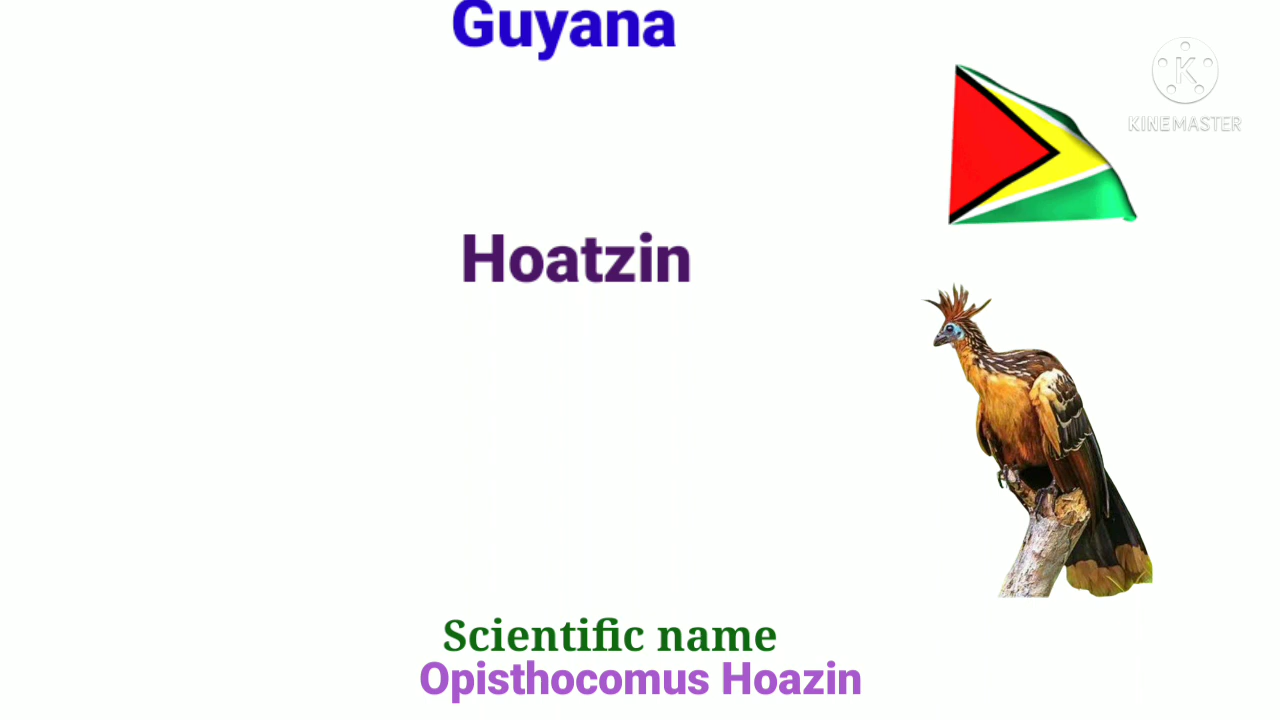 Guyana
KINEMASTER
Hoatzin
Scientific name
Opisthocomus Hoazin